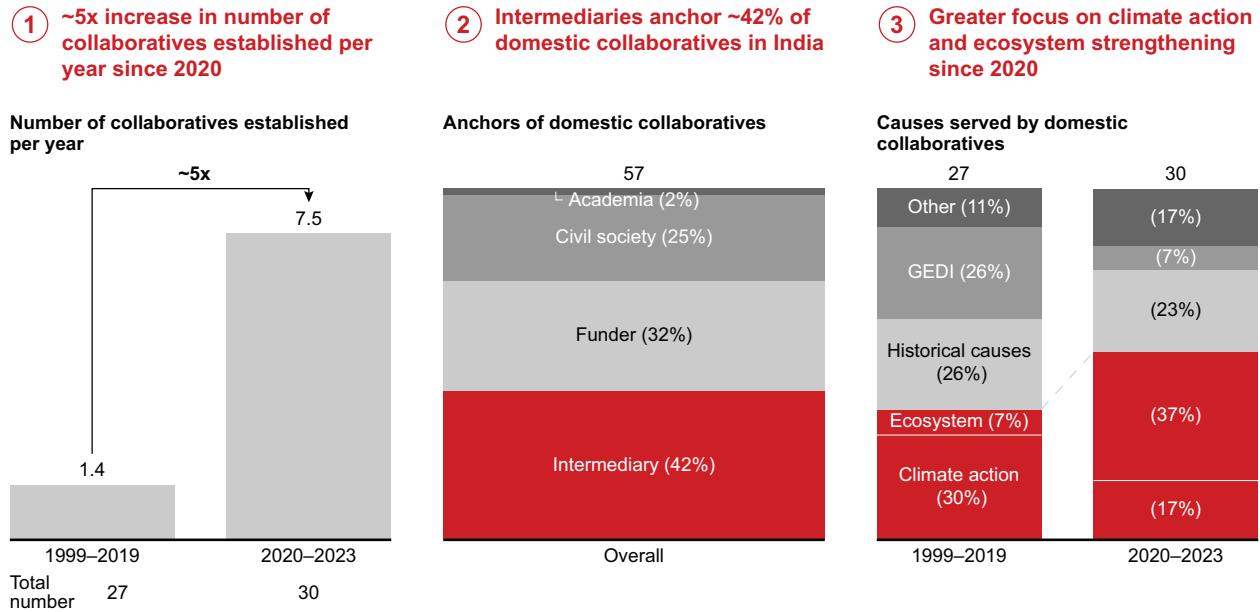 1
~5x increase in number of
collaboratives established per
year since 2020
Number of collaboratives established
per year
~5x
7.5
1.4
1999–2019
2020–2023
Total
number
27
30
2
Intermediaries anchor ~42% of
domestic collaboratives in India
Anchors of domestic collaboratives
57
Academia (2%)
Civil society (25%)
Funder (32%)
Intermediary (42%)
Overall
3
Greater focus on climate action
and ecosystem strengthening
since 2020
Causes served by domestic
collaboratives
27
30
Other (11%)
(17%)
GEDI (26%)
(7%)
Historical causes
(26%)
(23%)
Ecosystem (7%)
(37%)
Climate action
(30%)
(17%)
1999–2019
2020–2023